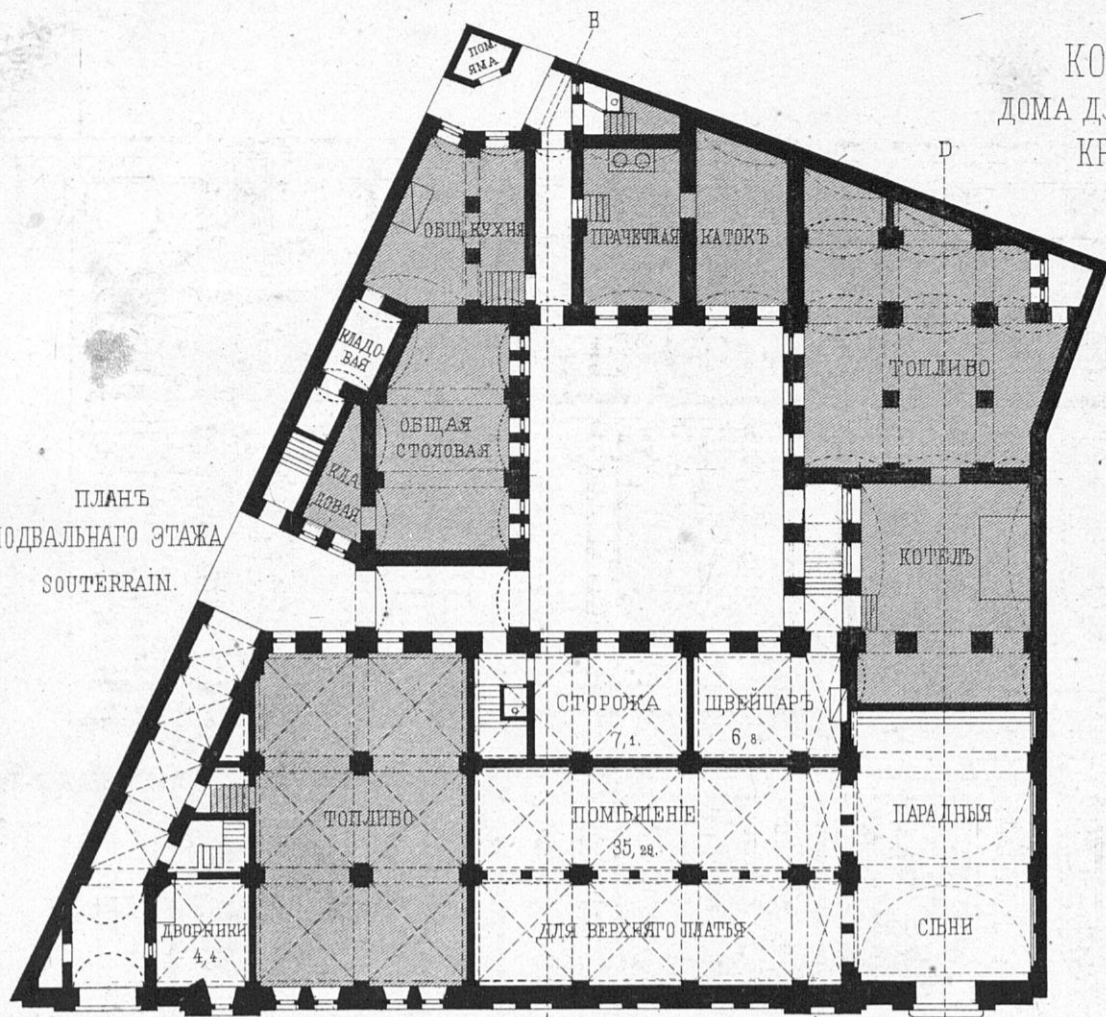 В
КО
ДОМА Д
КР
D
ПОМ.
ЯМА
ОБЩ. КУХНЯ
ПРАЧЕЧНАЯ
КАТОКЪ
КЛАДО-
ВАЯ
ОБЩАЯ
СТОЛОВАЯ
ТОПЛИВО
КЛА
ДОВАЯ
ПЛАНЪ
ПОДВАЛЬНАГО ЭТАЖА
SOUTERRAIN.
КОТЕЛЪ
СТОРОЖА
7,1.
ШВЕЙЦАРЪ
6,8.
ТОПЛИВО
ПОМѢЩЕНІЕ
35,28.
ПАРАДНЫЯ
ДВОРНИКИ
4,4.
ДЛЯ ВЕРХНЯГО ПЛАТЬЯ
СѢНИ